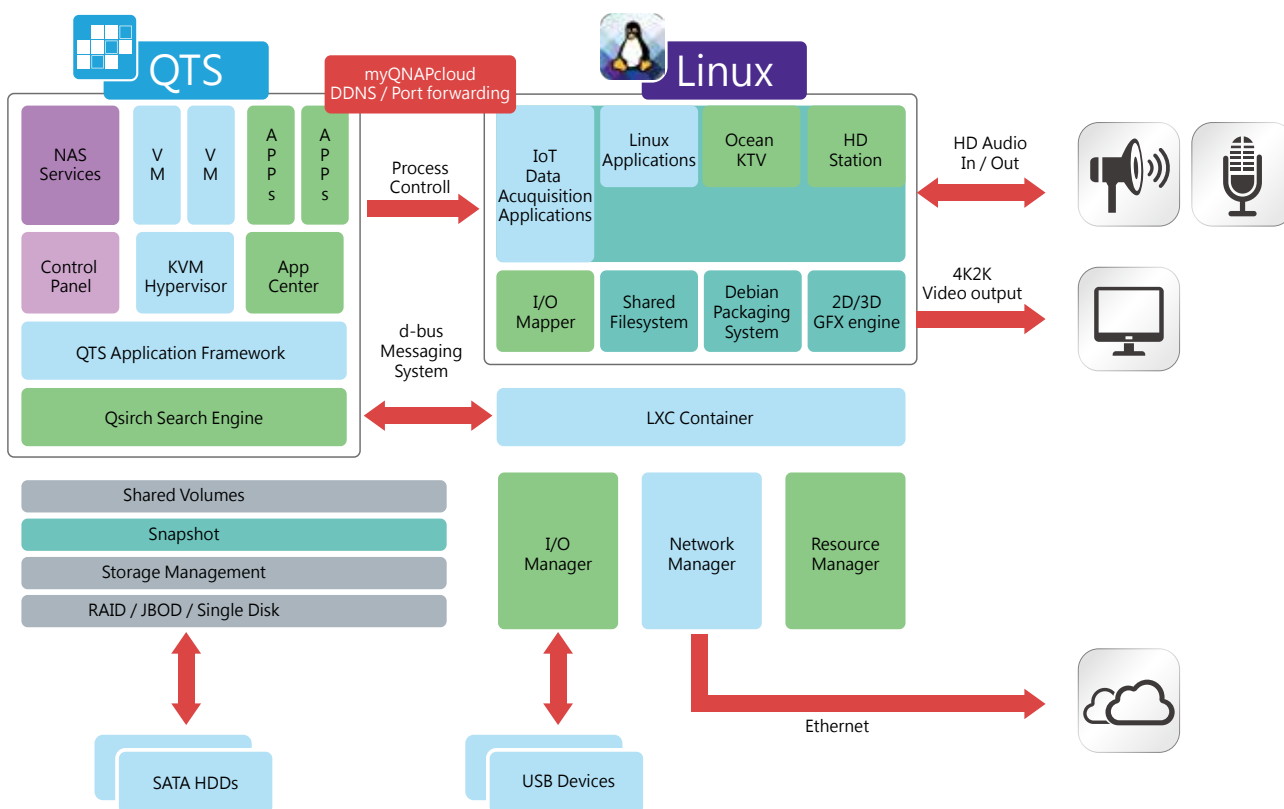 QTS
Linux
myQNAPcloud
DDNS / Port forwarding
NAS
Services
V
M
V
M
A
P
P
s
A
P
P
s
Control
Panel
KVM
Hypervisor
App
Center
QTS Application Framework
Qsirch Search Engine
Process
Controll
d-bus
Messaging
System
IoT
Data
Acuquisition
Applications
Linux
Applications
Ocean
KTV
HD
Station
I/O
Mapper
Shared
Filesystem
Debian
Packaging
System
2D/3D
GFX engine
HD Audio
In / Out
4K2K
Video output
LXC Container
Shared Volumes
Snapshot
Storage Management
RAID / JBOD / Single Disk
I/O
Manager
Network
Manager
Resource
Manager
Ethernet
SATA HDDs
USB Devices